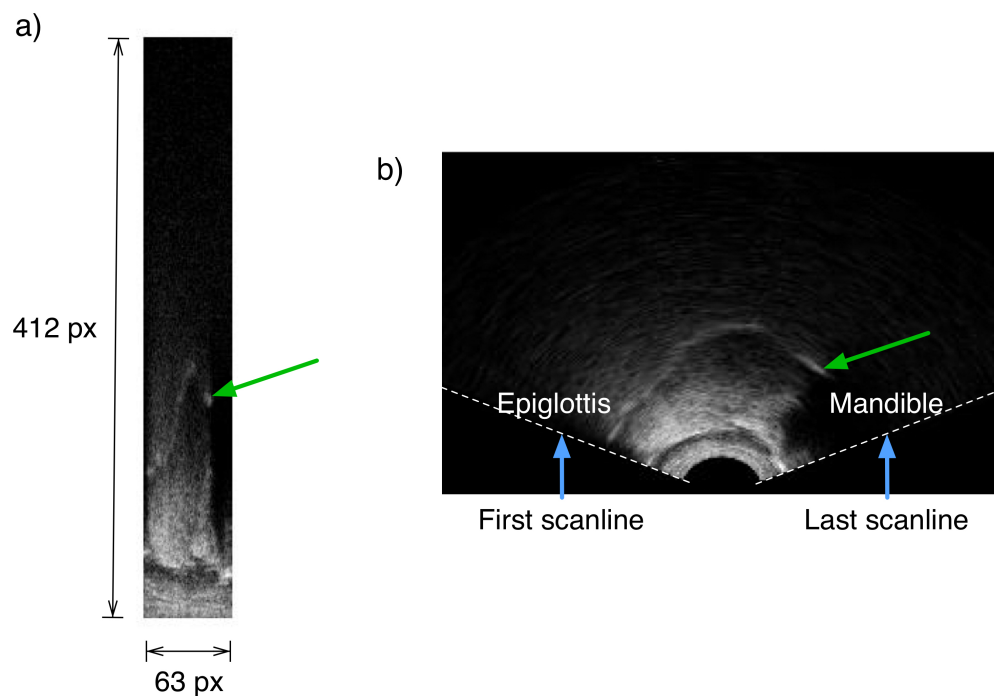 a)
412 px
63 px
b)
Epiglottis
Mandible
First scanline
Last scanline